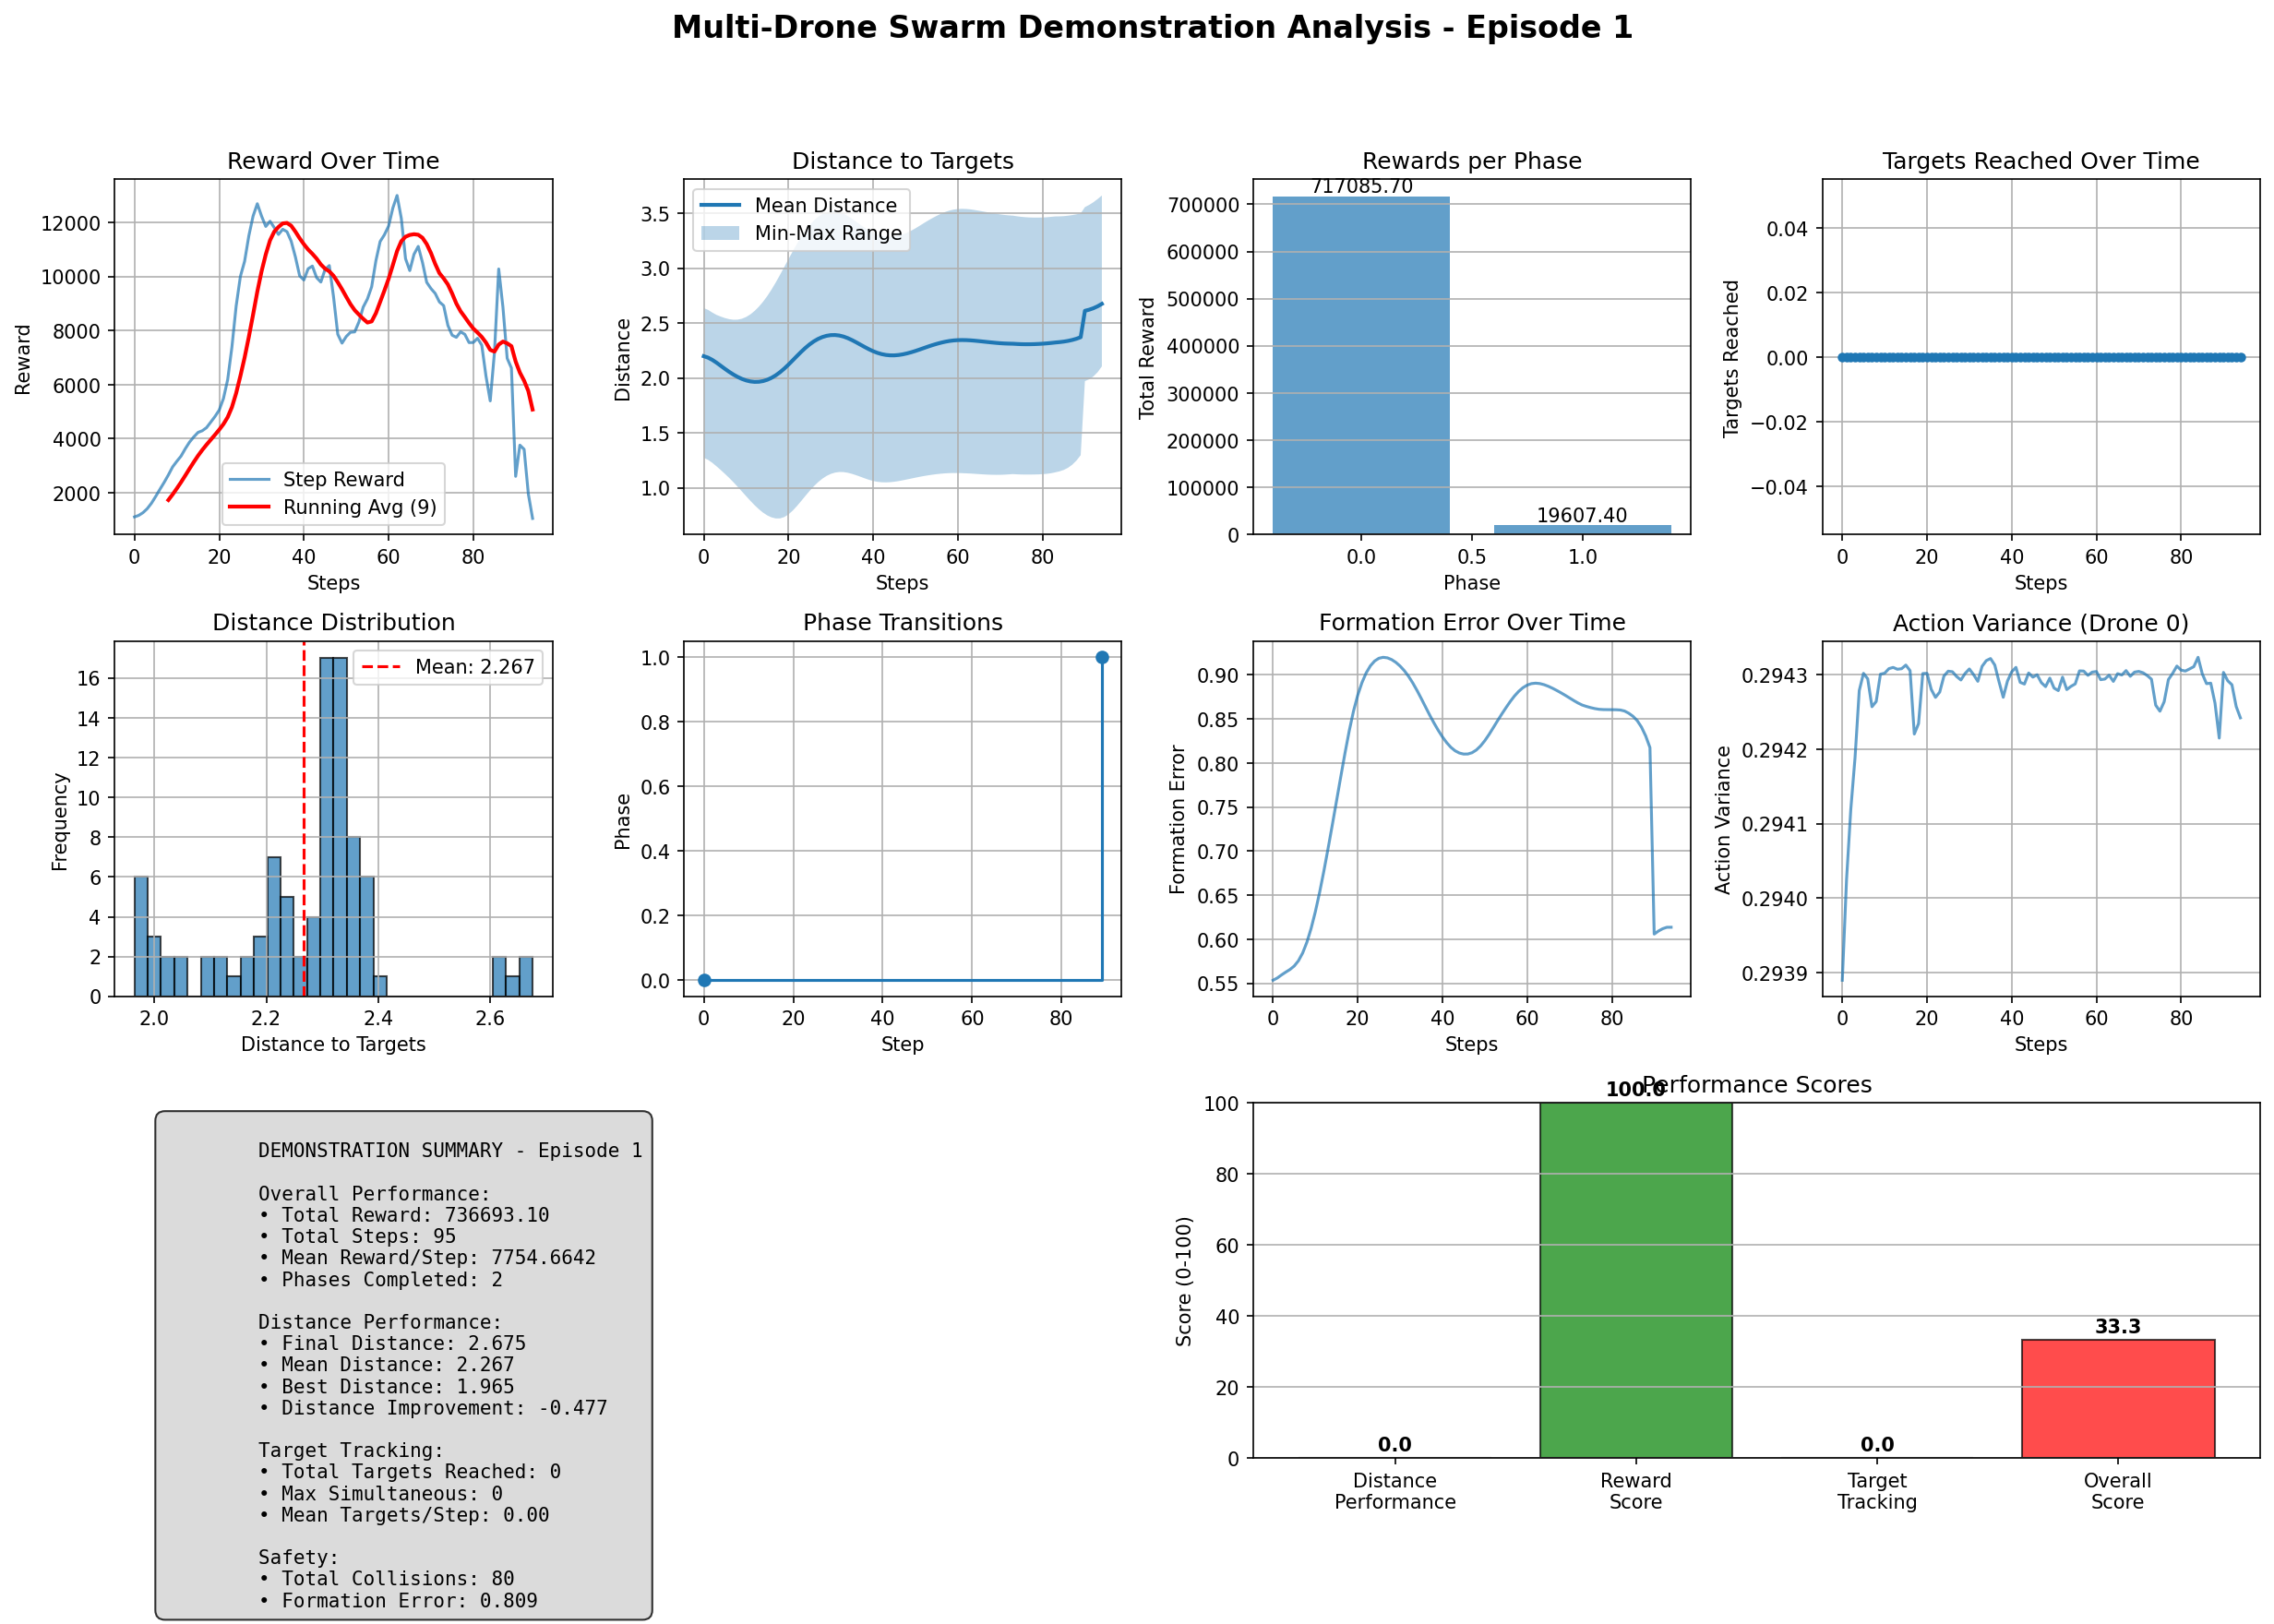 Multi-Drone Swarm Demonstration Analysis - Episode 1
Reward Over Time
Reward
12000
10000
8000
6000
4000
2000
Step Reward
Running Avg (9)
0 20 40 60 80
Steps
Distance to Targets
Distance
3.5
3.0
2.5
2.0
1.5
1.0
Mean Distance
Min-Max Range
0 20 40 60 80
Steps
Rewards per Phase
Total Reward
700000
600000
500000
400000
300000
200000
100000
0
717085.70
19607.40
0.0 0.5 1.0
Phase
Targets Reached Over Time
Targets Reached
0.04
0.02
0.00
−0.02
−0.04
0 20 40 60 80
Steps
Distance Distribution
Frequency
16
14
12
10
8
6
4
2
0
Mean: 2.267
2.0 2.2 2.4 2.6
Distance to Targets
Phase Transitions
Phase
1.0
0.8
0.6
0.4
0.2
0.0
0 20 40 60 80
Step
Formation Error Over Time
Formation Error
0.90
0.85
0.80
0.75
0.70
0.65
0.60
0.55
0 20 40 60 80
Steps
Action Variance (Drone 0)
Action Variance
0.2943
0.2942
0.2941
0.2940
0.2939
0 20 40 60 80
Steps
DEMONSTRATION SUMMARY - Episode 1
Overall Performance:
• Total Reward: 736693.10
• Total Steps: 95
• Mean Reward/Step: 7754.6642
• Phases Completed: 2
Distance Performance:
• Final Distance: 2.675
• Mean Distance: 2.267
• Best Distance: 1.965
• Distance Improvement: -0.477
Target Tracking:
• Total Targets Reached: 0
• Max Simultaneous: 0
• Mean Targets/Step: 0.00
Safety:
• Total Collisions: 80
• Formation Error: 0.809
Performance Scores
Score (0-100)
100
80
60
40
20
0
0.0
100.0
0.0
33.3
Distance
Performance
Reward
Score
Target
Tracking
Overall
Score